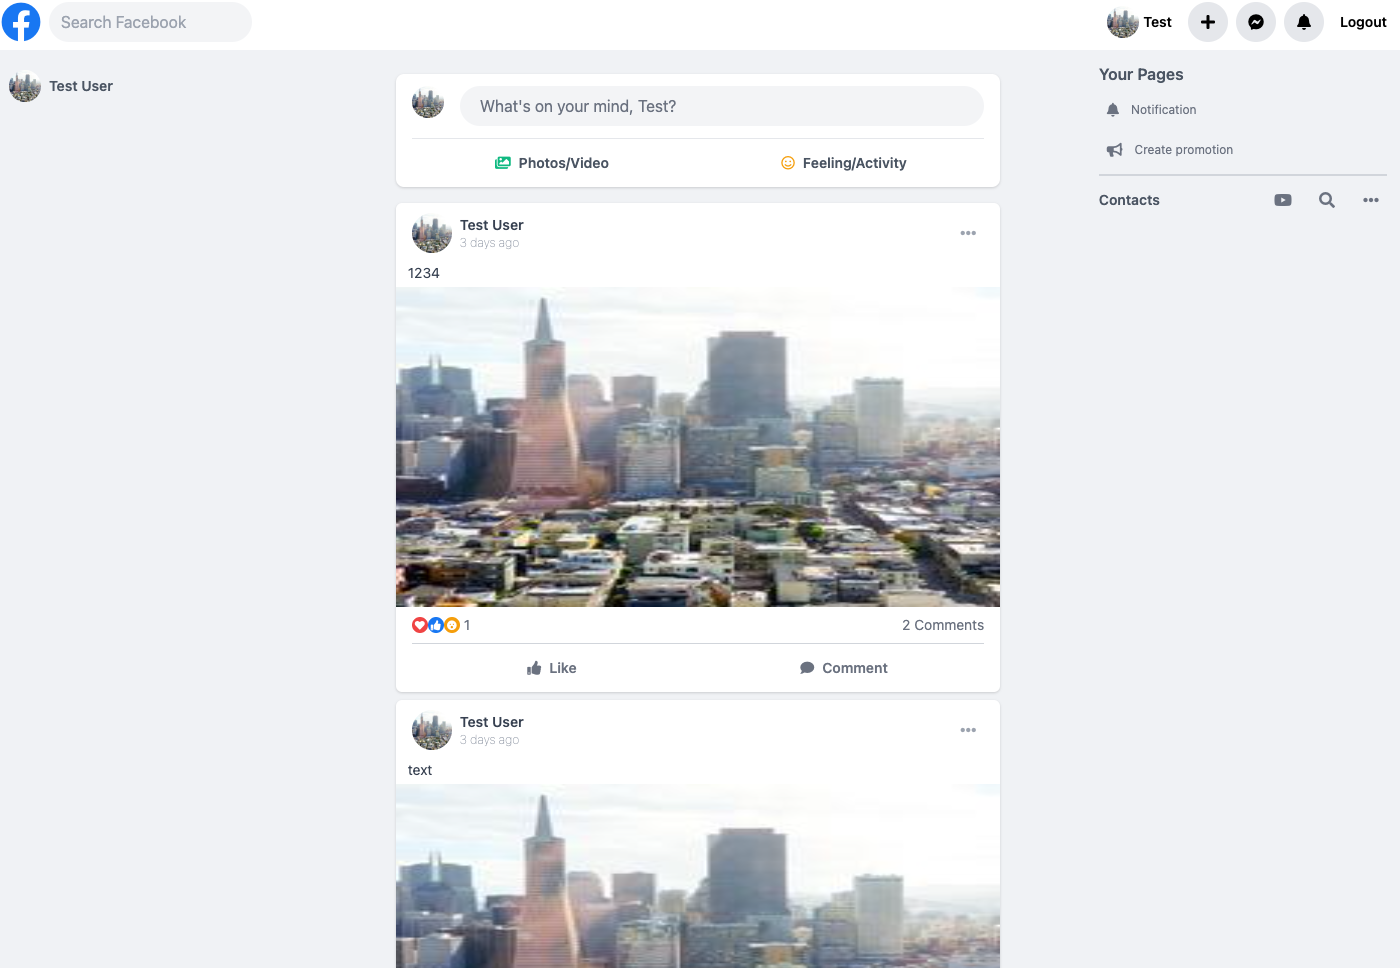 Search Facebook
Test
Logout
Test User
What's on your mind, Test?
Photos/Video
Feeling/Activity
Your Pages
Notification
Create promotion
Contacts
Test User
3 days ago
1234
1
2 Comments
Like
Comment
Test User
3 days ago
text